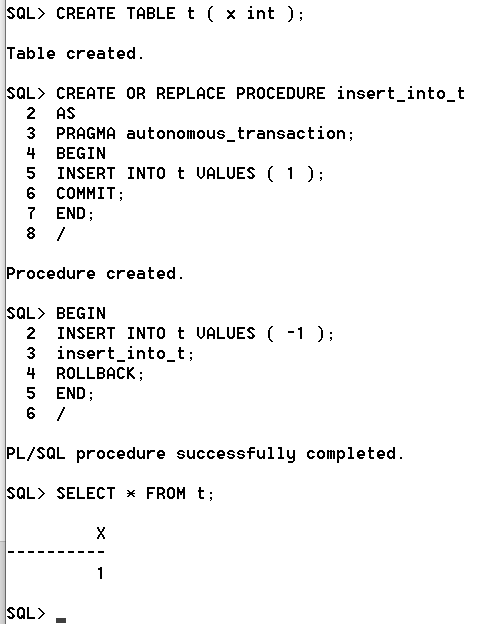 SQL> CREATE TABLE t ( x int );
Table created.
SQL> CREATE OR REPLACE PROCEDURE insert_into_t
2 AS
3 PRAGMA autonomous_transaction;
4 BEGIN
5 INSERT INTO t VALUES ( 1 );
6 COMMIT;
7 END;
8 /
Procedure created.
SQL> BEGIN
2 INSERT INTO t VALUES ( -1 );
3 insert_into_t;
4 ROLLBACK;
5 END;
6 /
PL/SQL procedure successfully completed.
SQL> SELECT * FROM t;
X
----------
1
SQL> _